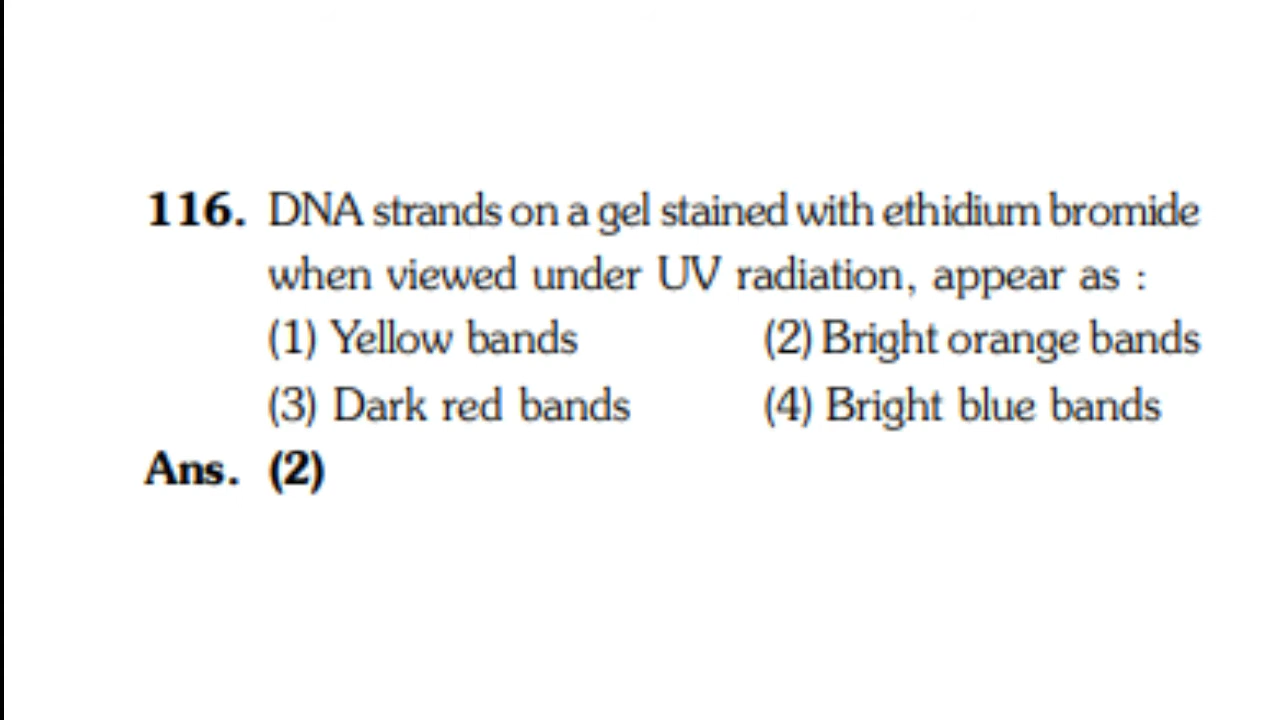 116. DNA strands on a gel stained with ethidium bromide
when viewed under UV radiation, appear as :
(1) Yellow bands (2) Bright orange bands
(3) Dark red bands (4) Bright blue bands
Ans. (2)